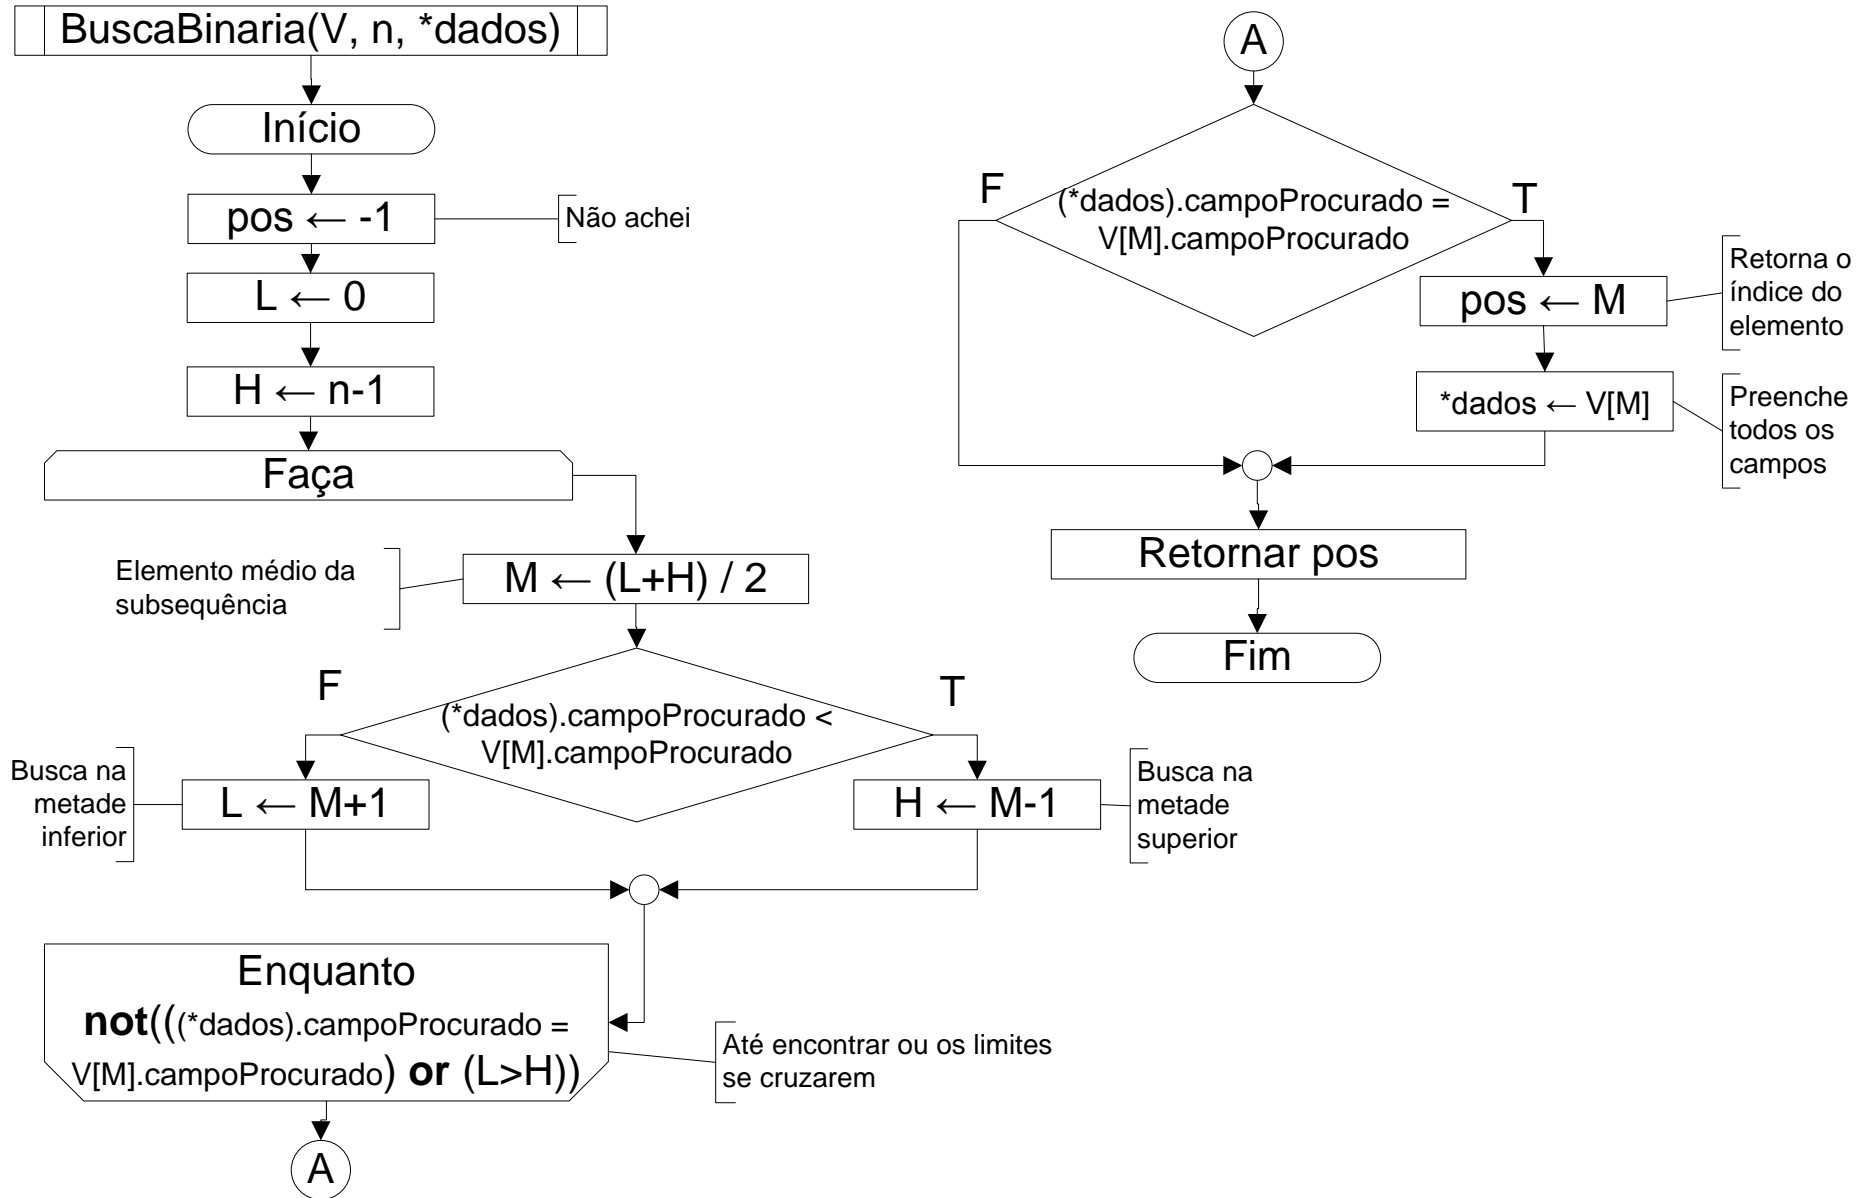 BuscaBinaria(V, n, *dados)
Início
pos ← -1
Não achei
L ← 0
H ← n-1
Faça
Elemento médio da
subsequência
M ← (L+H) / 2
F
T
(*dados).campoProcurado <
V[M].campoProcurado
Busca na
metade
inferior
L ← M+1
H ← M-1
Busca na
metade
superior
Enquanto
not(((*dados).campoProcurado =
V[M].campoProcurado) or (L>H))
Até encontrar ou os limites
se cruzarem
A
A
F
T
(*dados).campoProcurado =
V[M].campoProcurado
pos ← M
Retorna o
índice do
elemento
*dados ← V[M]
Preenche
todos os
campos
Retornar pos
Fim